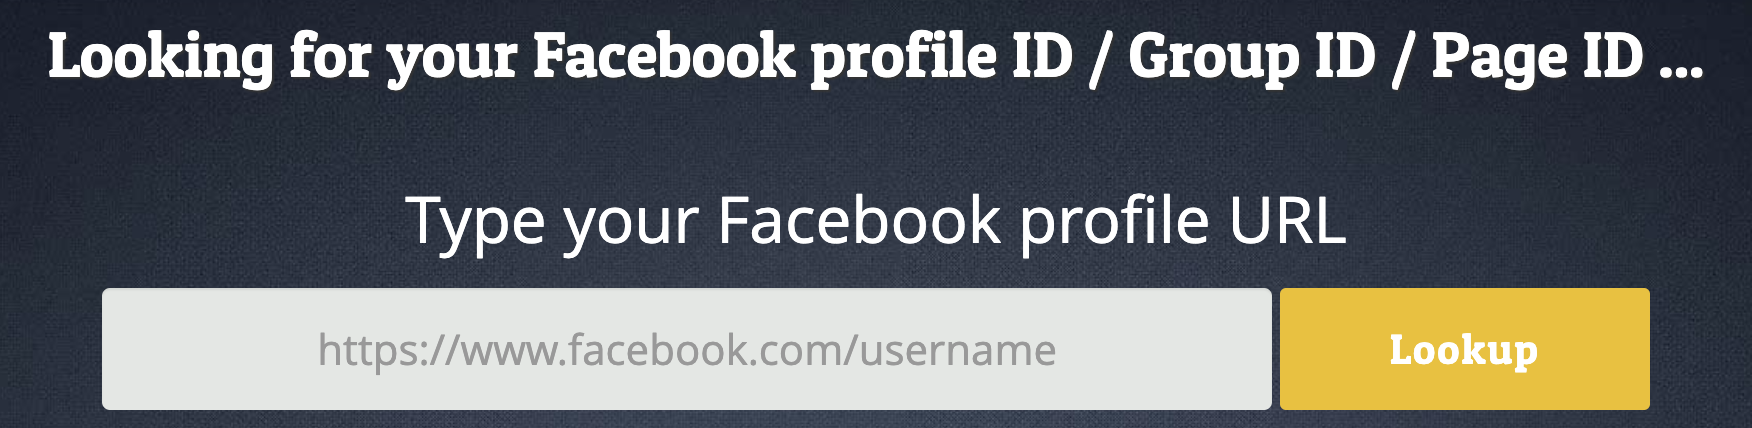 Looking for your Facebook profile ID / Group ID / Page ID ...
Type your Facebook profile URL
https://www.facebook.com/username
Lookup